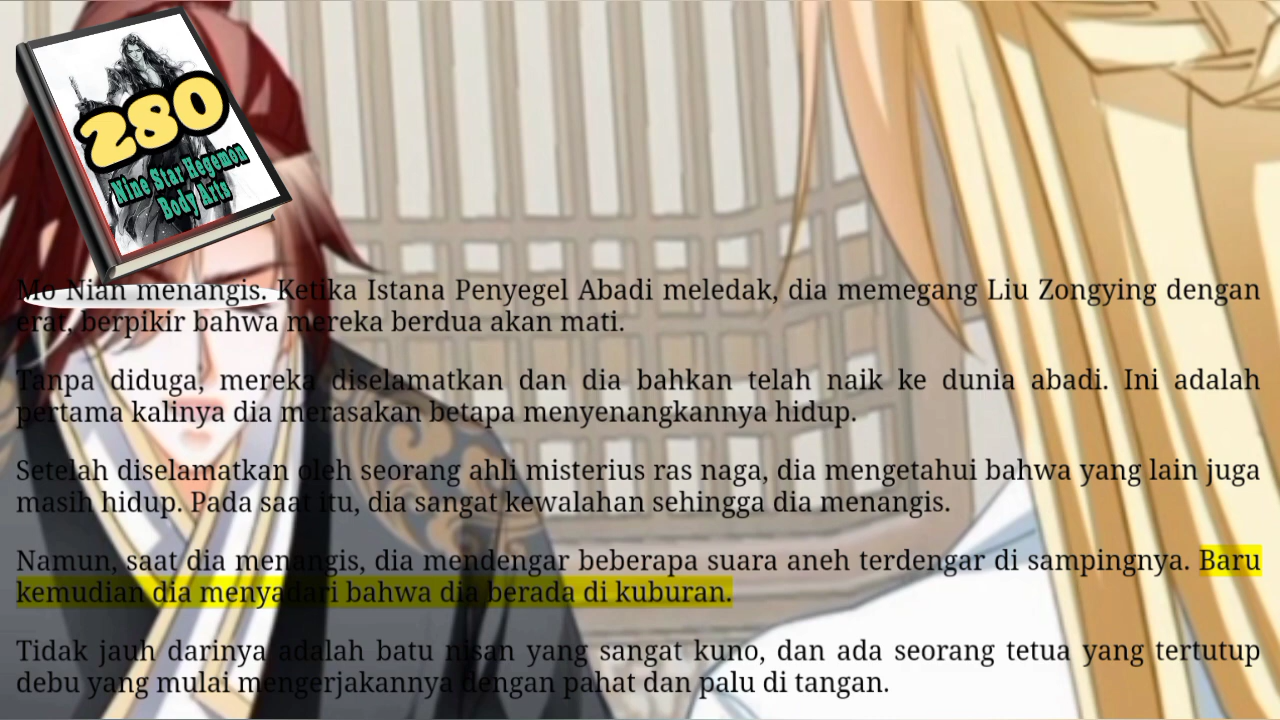 280
Nine Star Hegemon
Body Arts
Mo Nian menangis. Ketika Istana Penyegel Abadi meledak, dia memegang Liu Zongying dengan
erat, berpikir bahwa mereka berdua akan mati.
Tanpa diduga, mereka diselamatkan dan dia bahkan telah naik ke dunia abadi. Ini adalah
pertama kalinya dia merasakan betapa menyenangkannya hidup.
Setelah diselamatkan oleh seorang ahli misterius ras naga, dia mengetahui bahwa yang lain juga
masih hidup. Pada saat itu, dia sangat kewalahan sehingga dia menangis.
Namun, saat dia menangis, dia mendengar beberapa suara aneh terdengar di sampingnya. Baru
kemudian dia menyadari bahwa dia berada di kuburan.
Tidak jauh darinya adalah batu nisan yang sangat kuno, dan ada seorang tetua yang tertutup
debu yang mulai mengerjakannya dengan pahat dan palu di tangan.